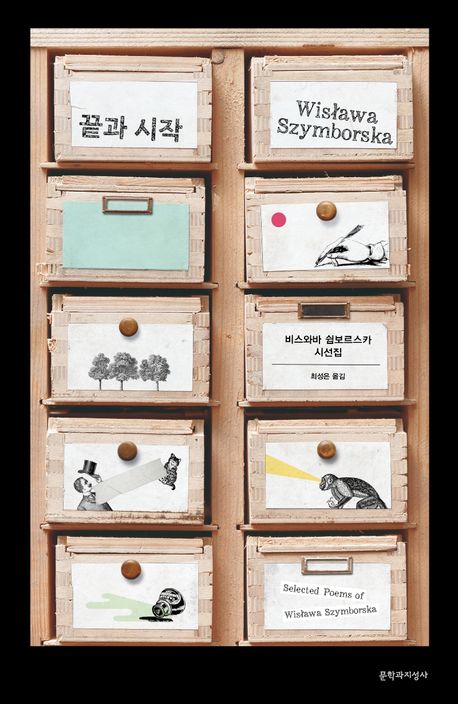 끝과 시작
Wisława
Szymborska
비스와바 쉼보르스카
시선집
최성은 옮김
Selected Poems of
Wisława Szymborska
문학과지성사